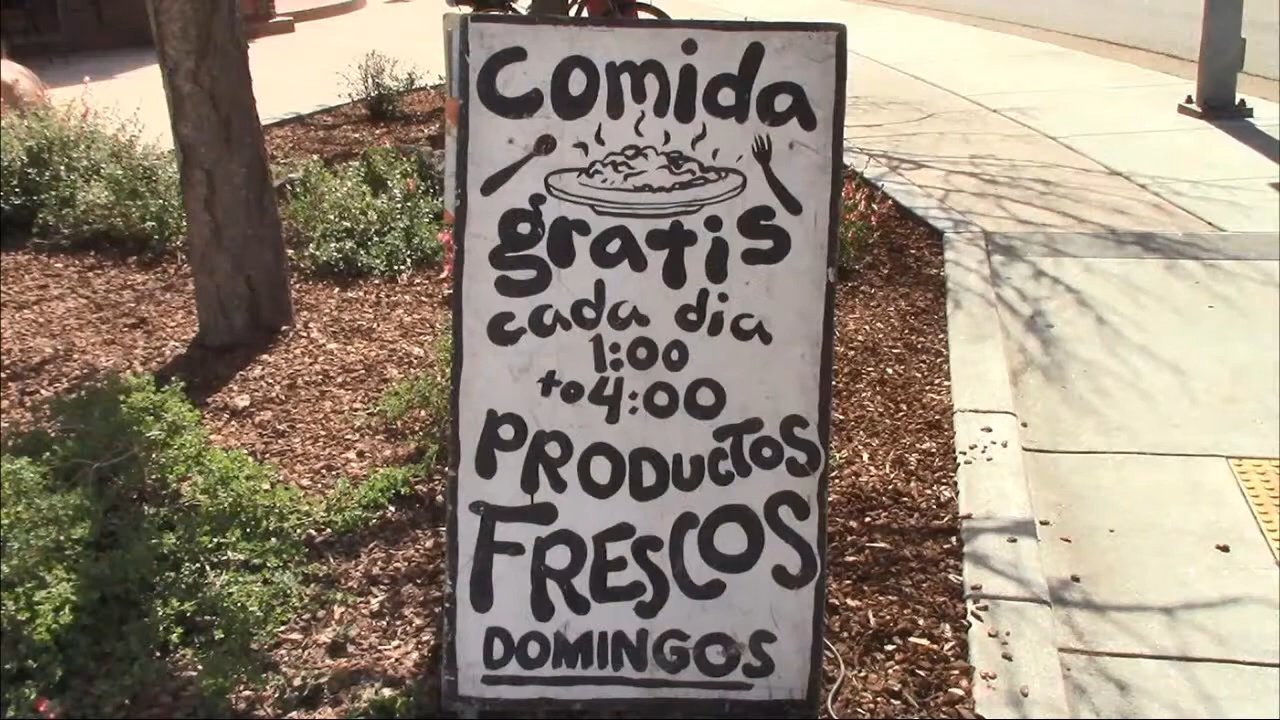 Comida
gratis
cada dia
1:00
to 4:00
PRODUCTOS
FRESCOS
DOMINGOS